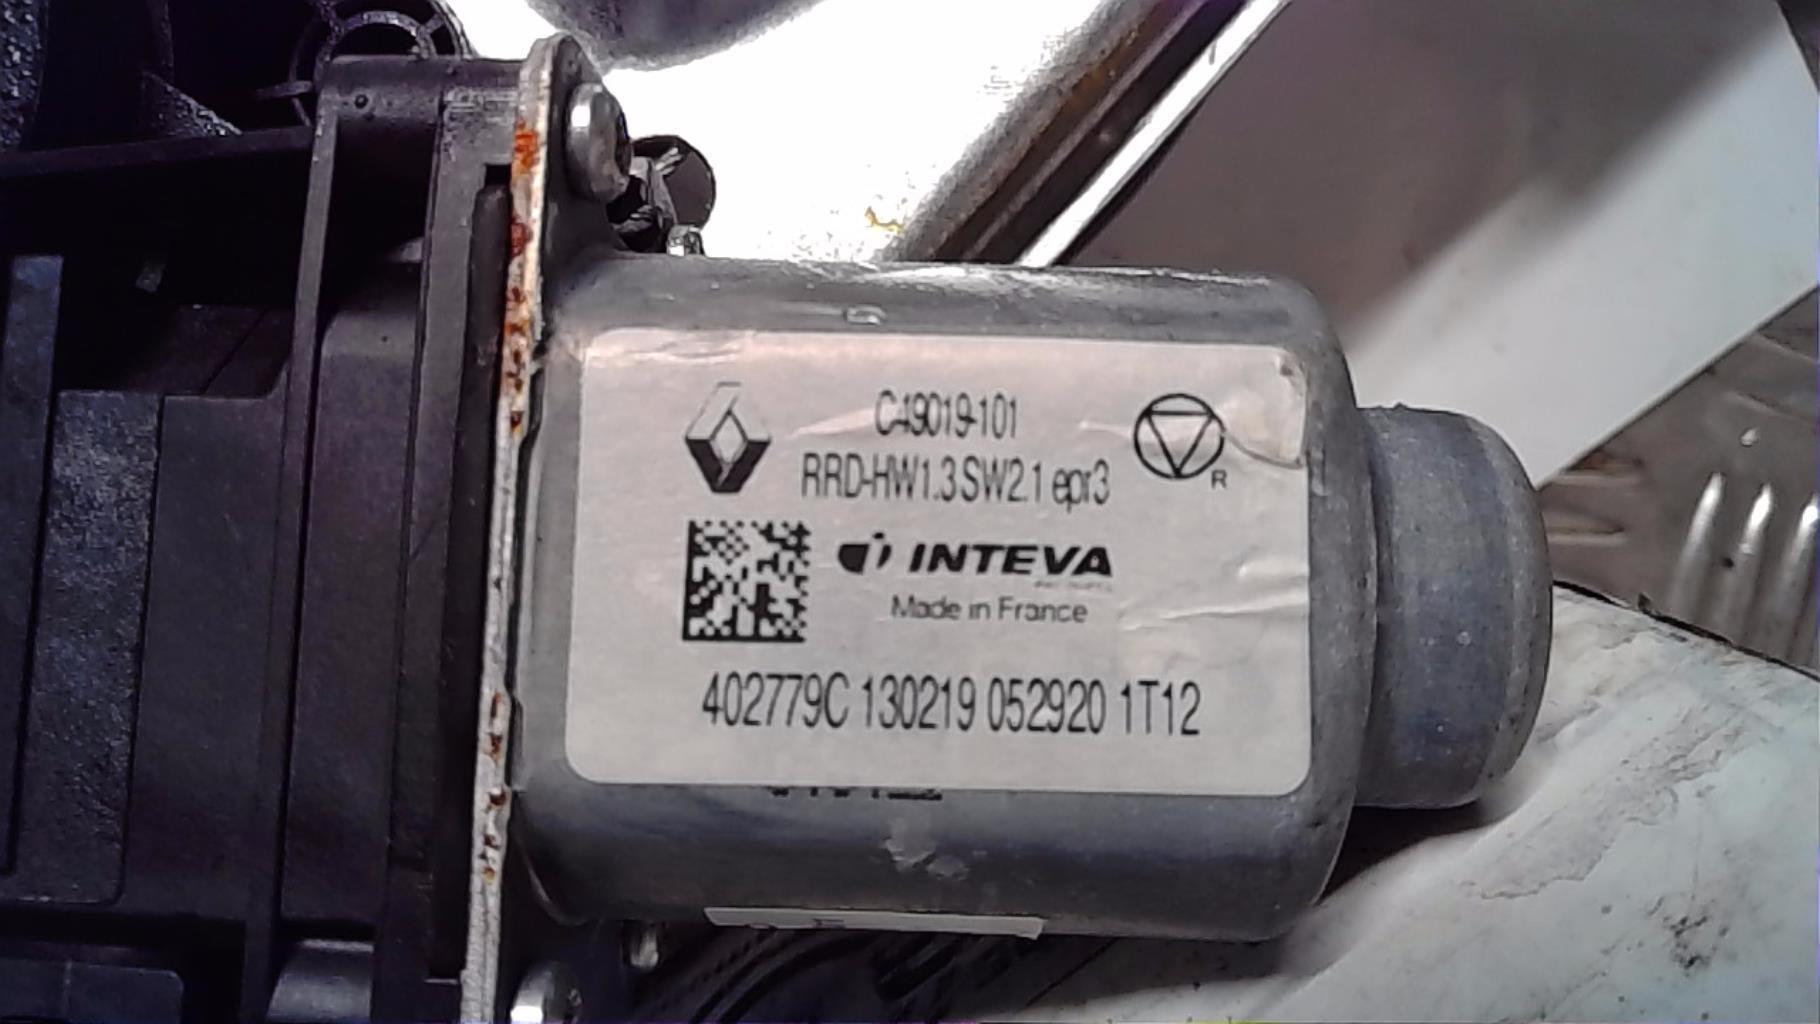 C49019-101
RRD-HW1.3 SW2.1 epr3
R
INTEVA
Made in France
402779C 130219 052920 1T12